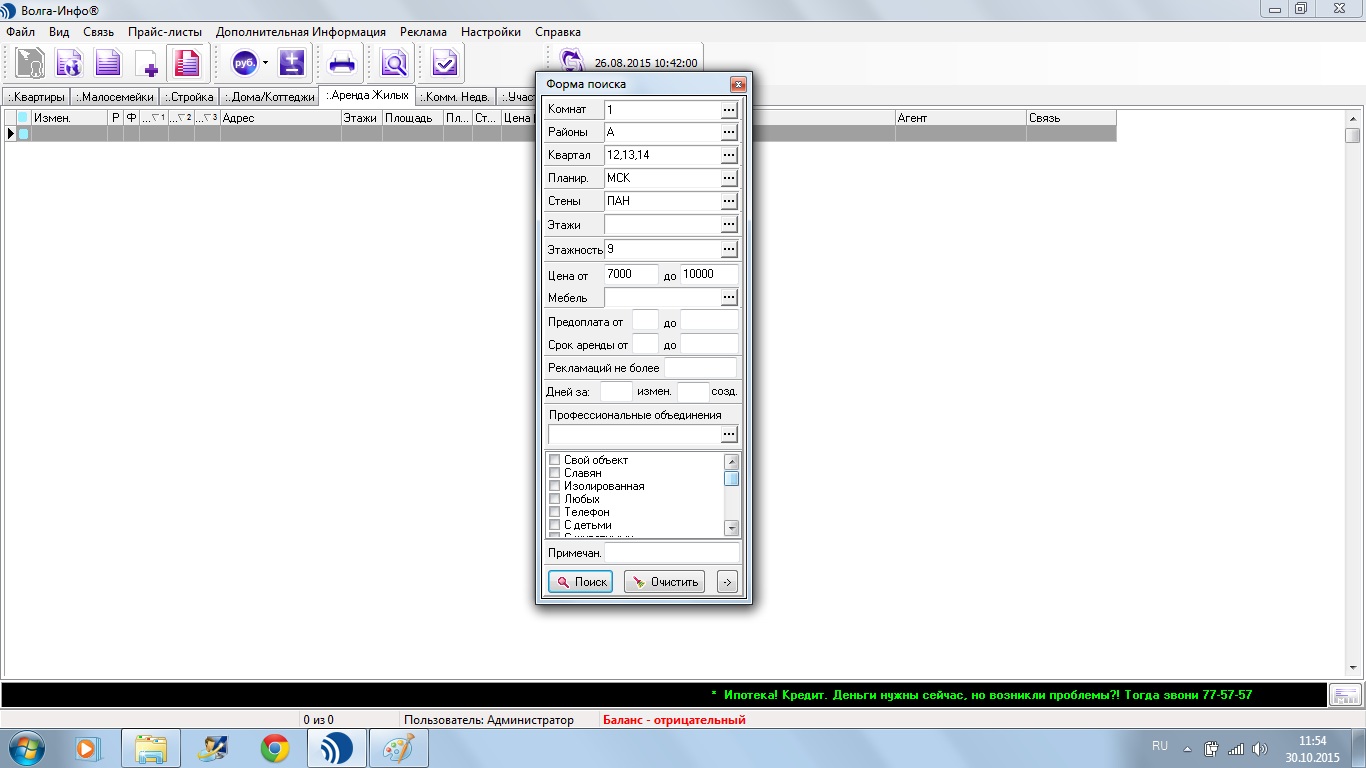 Волга-Инфо®
Файл Вид Связь Прайс-листы Дополнительная Информация Реклама Настройки Справка
руб. 26.08.2015 10:42:00
:.Квартиры :.Малосемейки :.Стройка :.Дома/Коттеджи :.Аренда Жилых :.Комм. Недв. :.Участ
Измен. Р Ф ...▽1 ...▽2 ...▽3 Адрес Этажи Площадь Пл... Ст... Цена Агент Связь
Форма поиска
Комнат 1 ...
Районы А ...
Квартал 12,13,14 ...
Планир. МСК ...
Стены ПАН ...
Этажи ...
Этажность 9 ...
Цена от 7000 до 10000
Мебель ...
Предоплата от до
Срок аренды от до
Рекламаций не более
Дней за: измен. созд.
Профессиональные объединения
...
Свой объект
Славян
Изолированная
Любых
Телефон
С детьми
Примечан.
Поиск Очистить ->
* Ипотека! Кредит. Деньги нужны сейчас, но возникли проблемы?! Тогда звони 77-57-57
0 из 0 Пользователь: Администратор Баланс - отрицательный
RU 11:54
30.10.2015